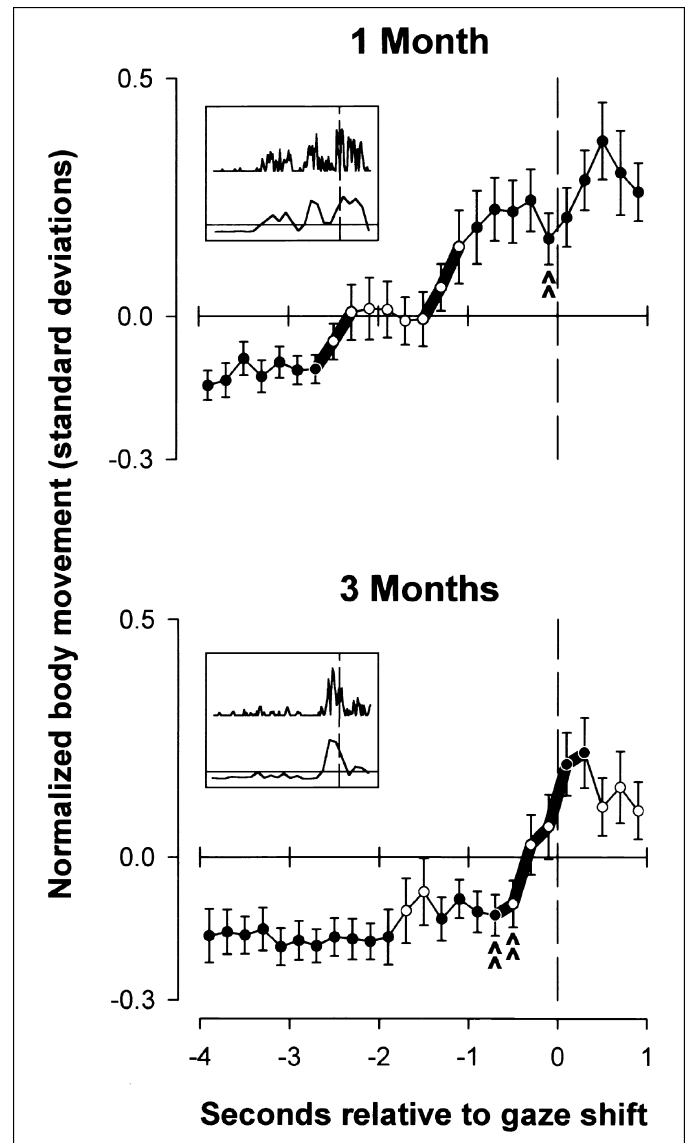 1 Month
0.5
0.0
-0.3
Normalized body movement (standard deviations)
3 Months
0.5
0.0
-0.3
-4 -3 -2 -1 0 1
Seconds relative to gaze shift